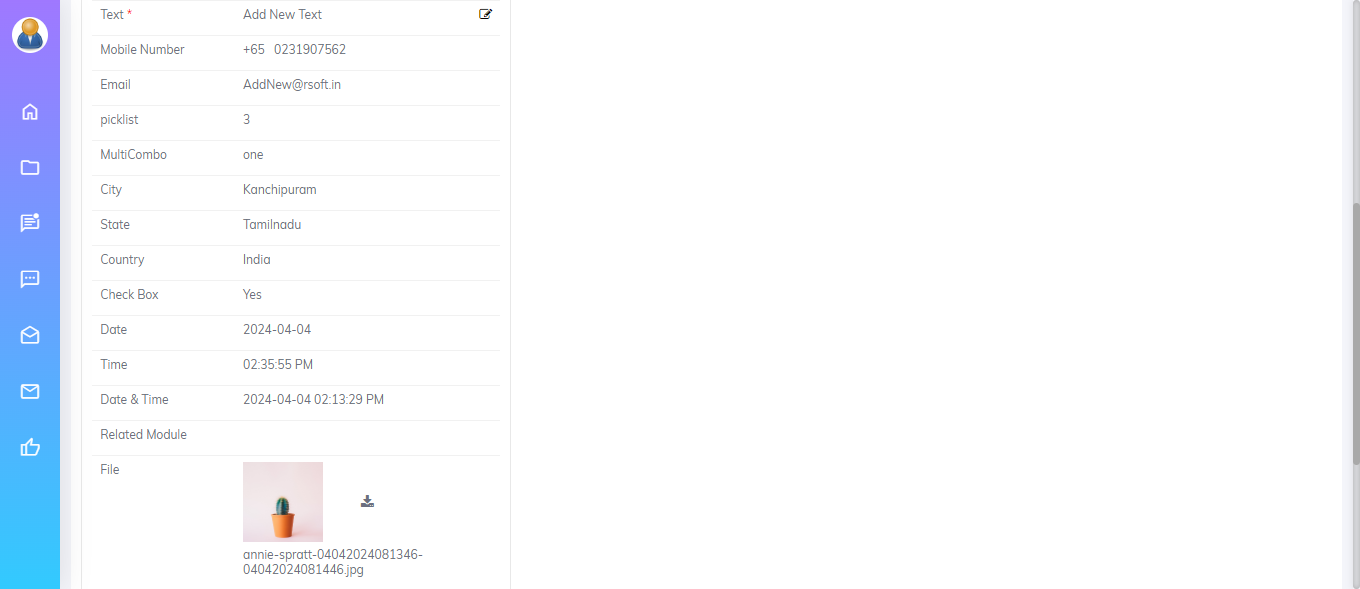 Text * Add New Text
Mobile Number +65 0231907562
Email AddNew@rsoft.in
picklist 3
MultiCombo one
City Kanchipuram
State Tamilnadu
Country India
Check Box Yes
Date 2024-04-04
Time 02:35:55 PM
Date & Time 2024-04-04 02:13:29 PM
Related Module
File
annie-spratt-04042024081346-
04042024081446.jpg